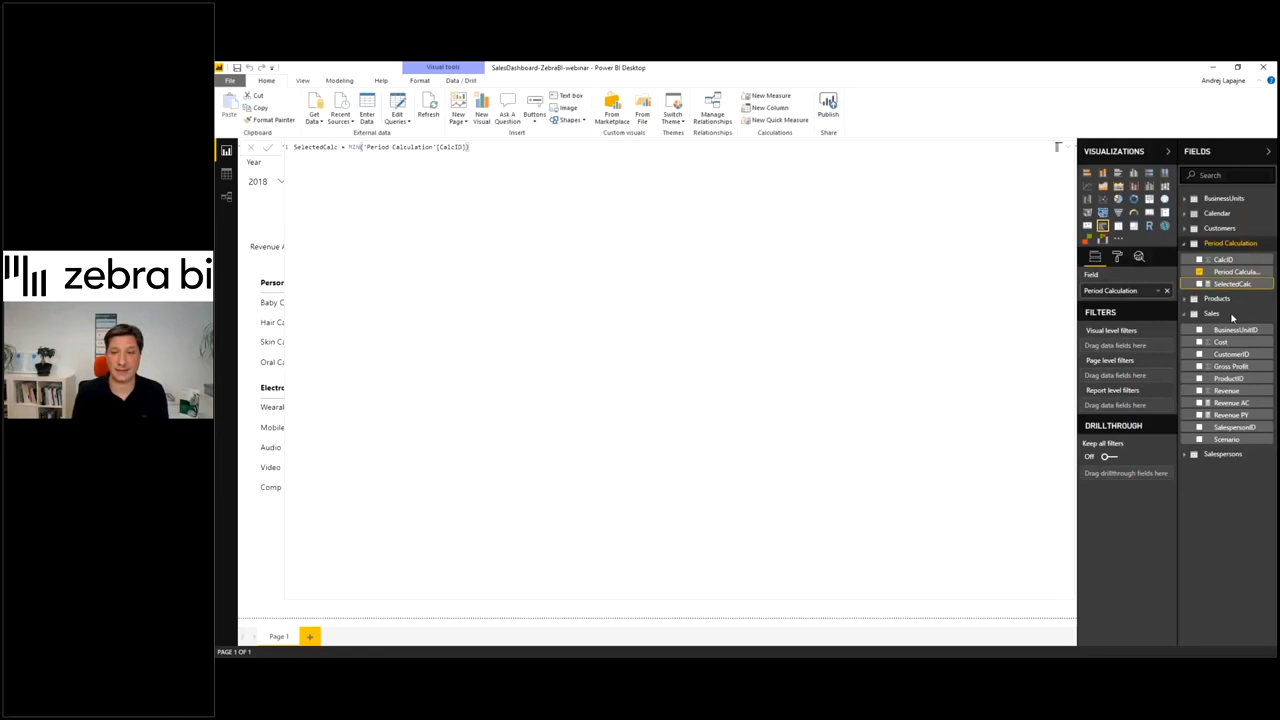 SalesDashboard-ZebraBi-webinar - Power BI Desktop
Visual tools
Andrej Lapajne
File
Home
View
Modeling
Help
Format
Data / Drill
Paste
Cut
Copy
Format Painter
Clipboard
Get Data
Recent Sources
Enter Data
Edit Queries
External data
Refresh
New Page
New Visual
Ask A Question
Buttons
Text box
Image
Shapes
Insert
From Marketplace
From File
Custom visuals
Switch Theme
Themes
Manage Relationships
Relationships
New Measure
New Column
New Quick Measure
Calculations
Publish
Share
1 SelectedCalc = MIN('Period Calculation'[CalcID])
Year
2018
Revenue A
Person
Baby C
Hair Ca
Skin Ca
Oral Ca
Electro
Wearal
Mobile
Audio
Video
Comp
Page 1
PAGE 1 OF 1
zebra bi
VISUALIZATIONS
Field
Period Calculation
FILTERS
Visual level filters
Drag data fields here
Page level filters
Drag data fields here
Report level filters
Drag data fields here
DRILLTHROUGH
Keep all filters
Off
Drag drillthrough fields here
FIELDS
Search
BusinessUnits
Calendar
Customers
Period Calculation
CalcID
Period Calcula...
SelectedCalc
Products
Sales
BusinessUnitID
Cost
CustomerID
Gross Profit
ProductID
Revenue
Revenue AC
Revenue PY
SalespersonID
Scenario
Salespersons